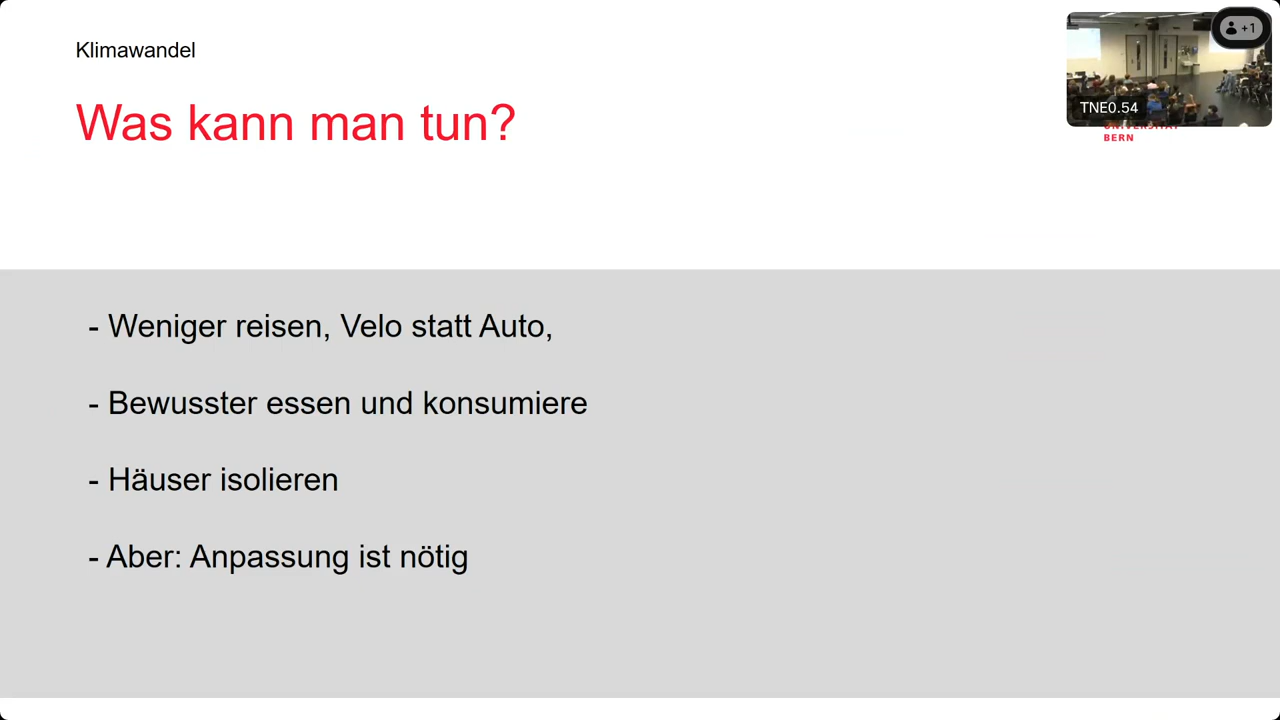 Klimawandel
Was kann man tun?
+1
TNE0.54
UNIVERSITÄT
BERN
- Weniger reisen, Velo statt Auto,
- Bewusster essen und konsumiere
- Häuser isolieren
- Aber: Anpassung ist nötig